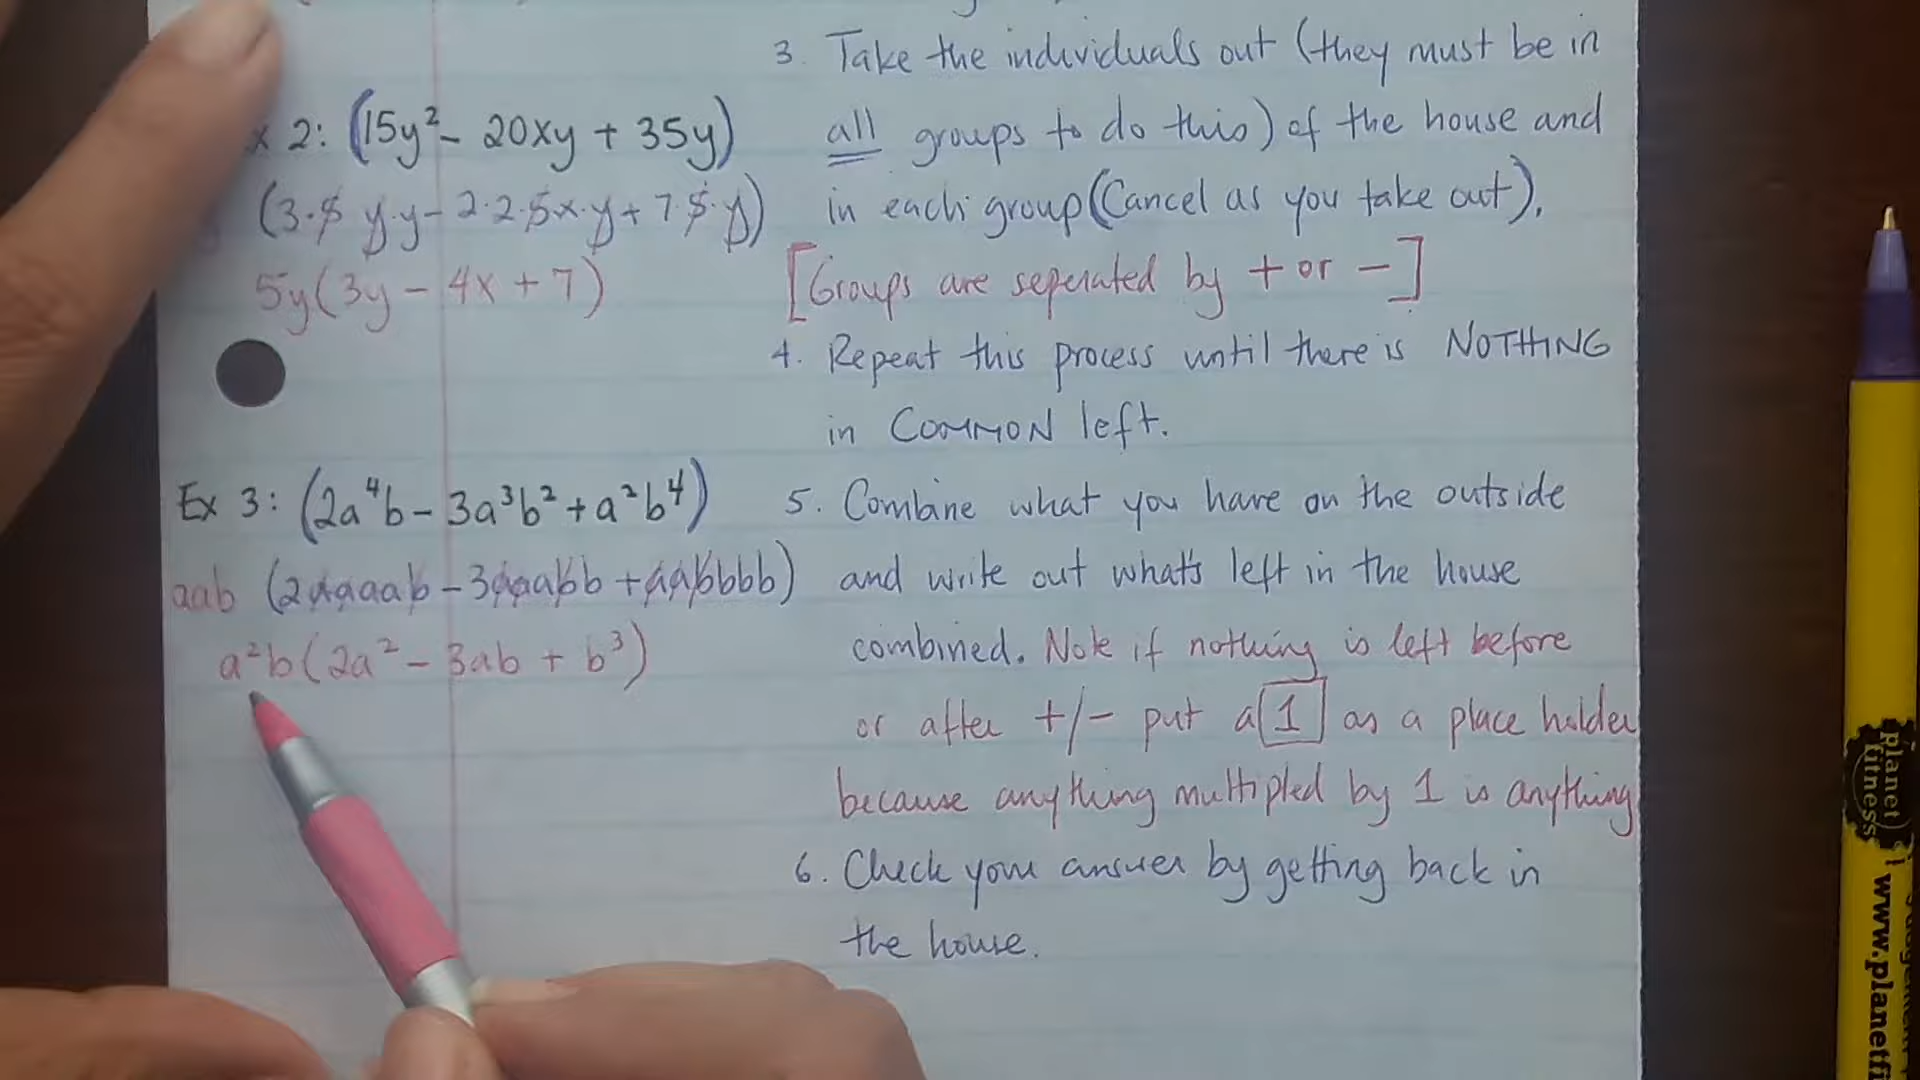 3. Take the individuals out (they must be in
x 2: (15y² - 20xy + 35y)
all groups to do this) of the house and
(3·5 y·y - 2·2·5·x·y + 7·5·y)
in each group (Cancel as you take out).
5y(3y - 4x + 7)
[Groups are seperated by + or -]
4. Repeat this process until there is NOTHING
in COMMON left.
Ex 3: (2a⁴b - 3a³b² + a²b⁴)
5. Combine what you have on the outside
aab (2aaaab - 3aaabb + aabbbb)
and write out what's left in the house
a²b(2a² - 3ab + b³)
combined. Note if nothing is left before
or after +/- put a 1 as a place holder
because anything multipled by 1 is anything
6. Check your answer by getting back in
the house.
planet
fitness
www.planetfi